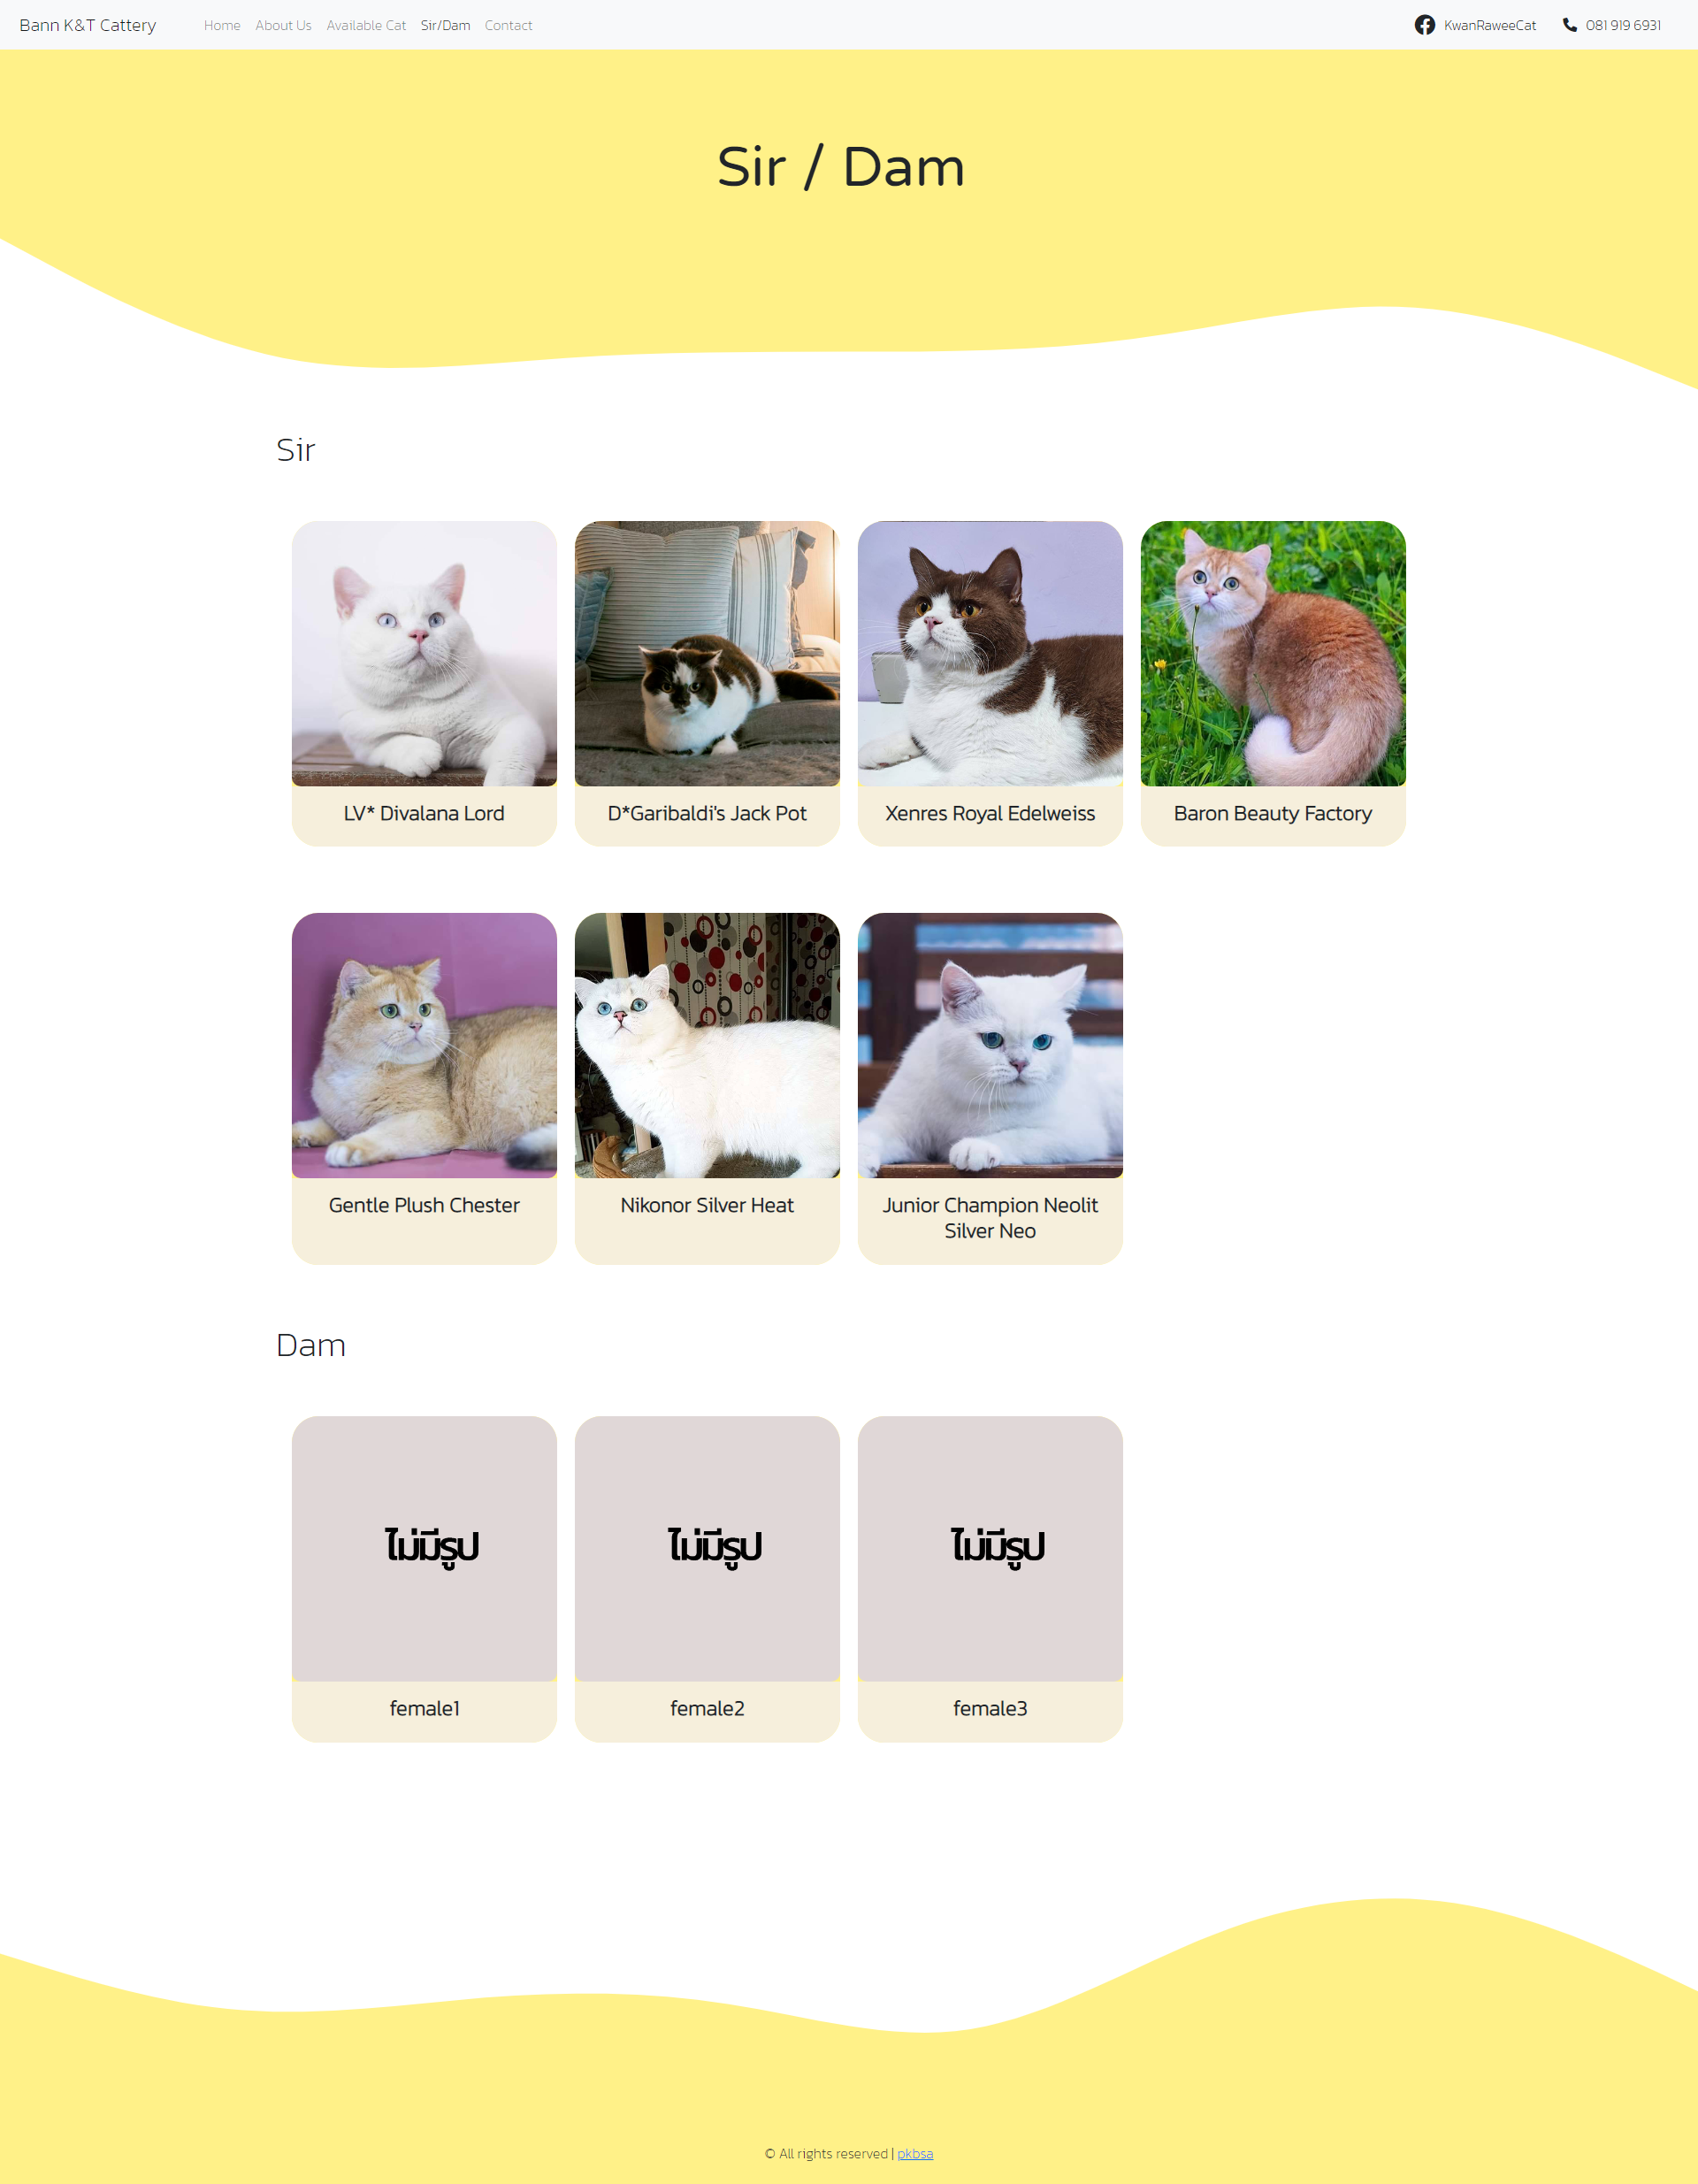 Bann K&T Cattery
Home
About Us
Available Cat
Sir/Dam
Contact
KwanRaweeCat
081 919 6931
Sir / Dam
Sir
LV* Divalana Lord
D*Garibaldi's Jack Pot
Xenres Royal Edelweiss
Baron Beauty Factory
Gentle Plush Chester
Nikonor Silver Heat
Junior Champion Neolit
Silver Neo
Dam
ไม่มีรูป
ไม่มีรูป
ไม่มีรูป
female1
female2
female3
© All rights reserved | pkbsa